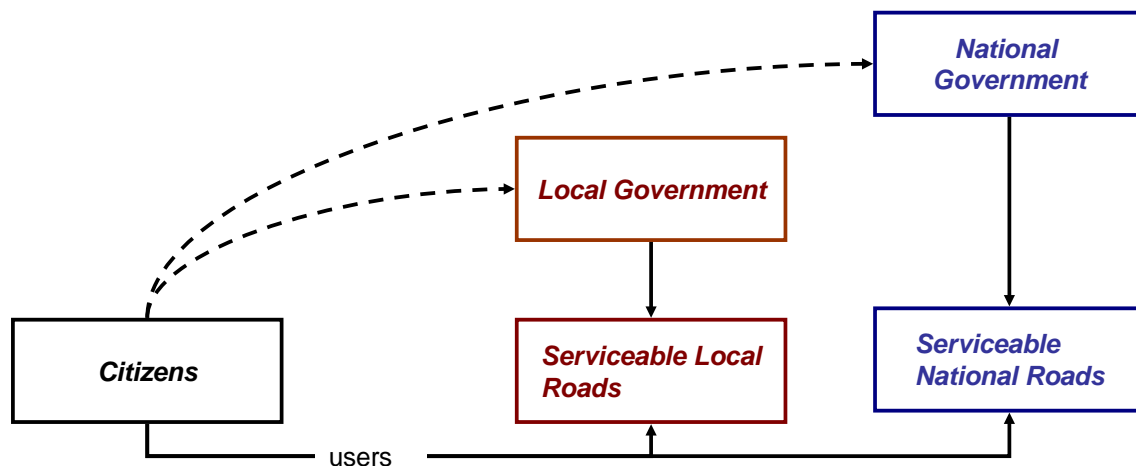 National
Government
Local Government
Citizens
Serviceable Local
Roads
Serviceable
National Roads
users